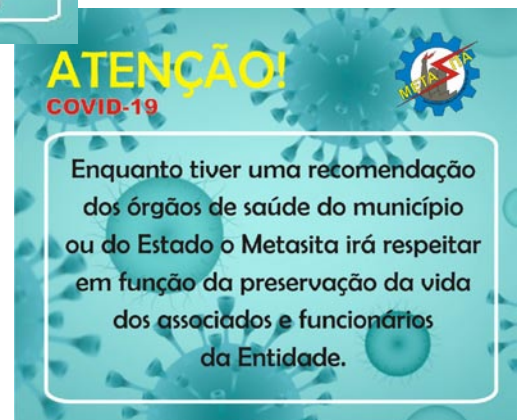 ATENÇÃO!
COVID-19
METASITA
Enquanto tiver uma recomendação
dos órgãos de saúde do município
ou do Estado o Metasita irá respeitar
em função da preservação da vida
dos associados e funcionários
da Entidade.